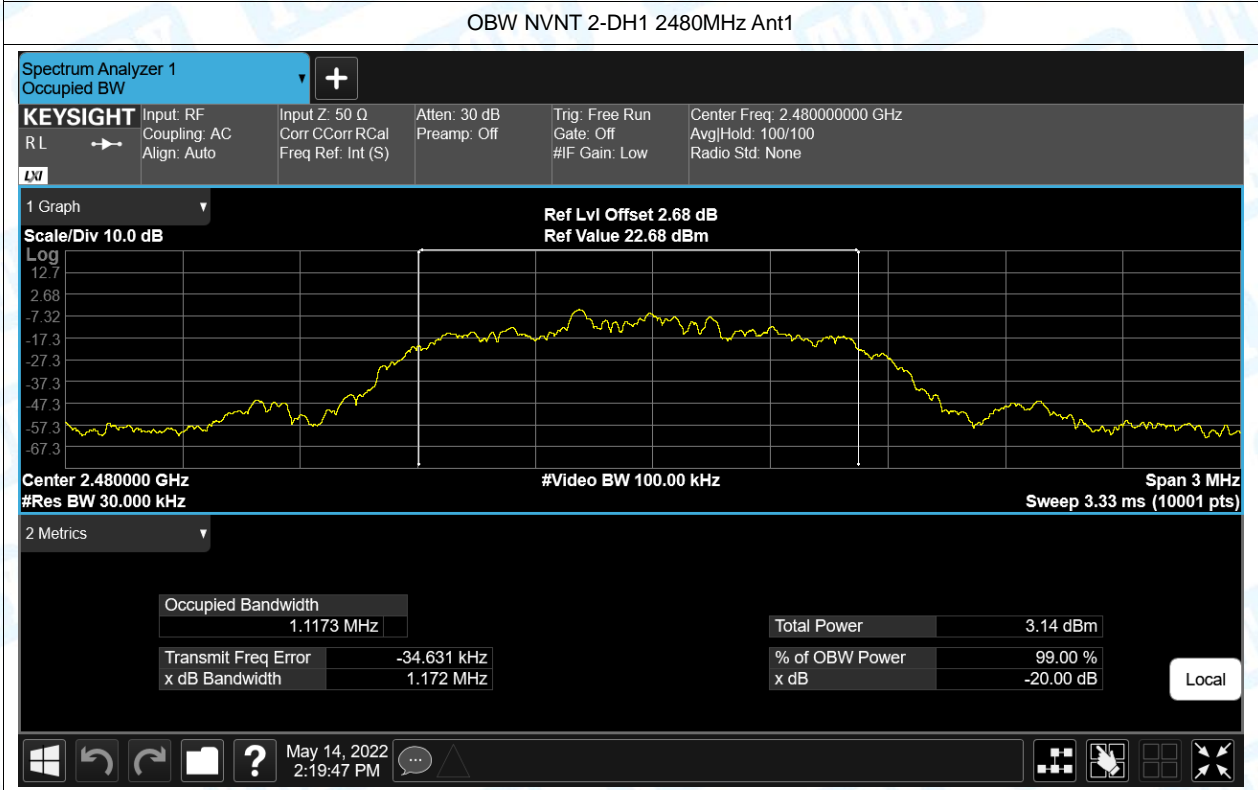 OBW NVNT 2-DH1 2480MHz Ant1
Spectrum Analyzer 1
Occupied BW
KEYSIGHT
R L
LXI
Input: RF
Coupling: AC
Align: Auto
Input Z: 50 Ω
Corr CCorr RCal
Freq Ref: Int (S)
Atten: 30 dB
Preamp: Off
Trig: Free Run
Gate: Off
#IF Gain: Low
Center Freq: 2.480000000 GHz
Avg|Hold: 100/100
Radio Std: None
1 Graph
Scale/Div 10.0 dB
Ref Lvl Offset 2.68 dB
Ref Value 22.68 dBm
Log
12.7
2.68
-7.32
-17.3
-27.3
-37.3
-47.3
-57.3
-67.3
Center 2.480000 GHz
#Video BW 100.00 kHz
Span 3 MHz
#Res BW 30.000 kHz
Sweep 3.33 ms (10001 pts)
2 Metrics
Occupied Bandwidth
1.1173 MHz
Total Power 3.14 dBm
Transmit Freq Error -34.631 kHz
% of OBW Power 99.00 %
x dB Bandwidth 1.172 MHz
x dB -20.00 dB
Local
?
May 14, 2022
2:19:47 PM